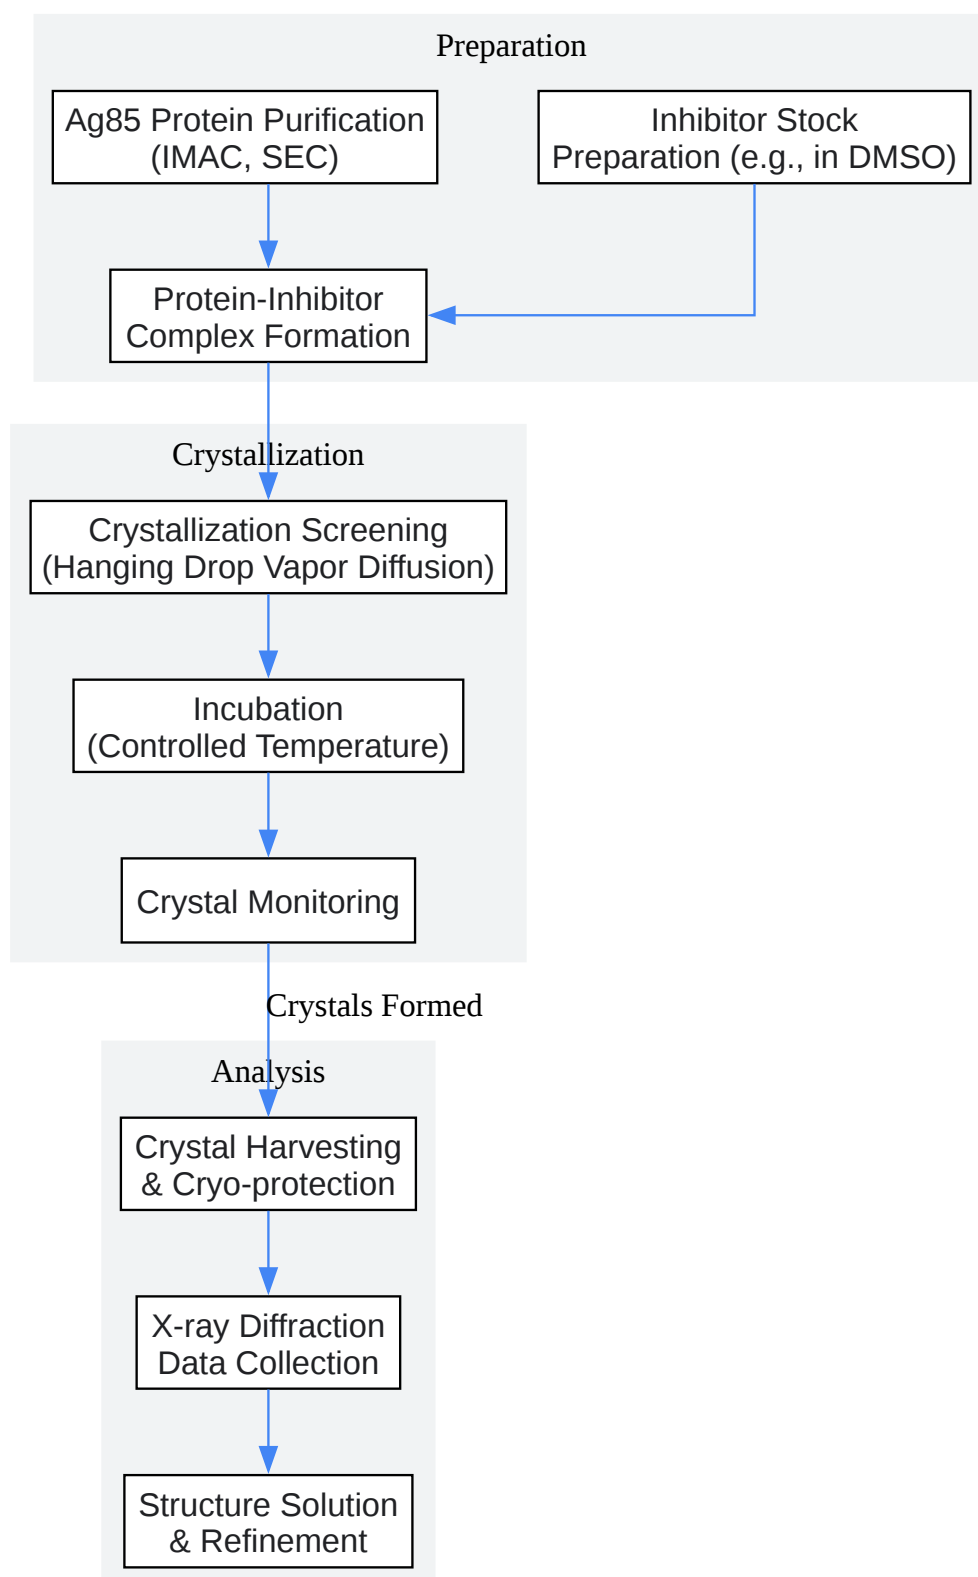 Preparation
Ag85 Protein Purification
(IMAC, SEC)
Inhibitor Stock
Preparation (e.g., in DMSO)
Protein-Inhibitor
Complex Formation
Crystallization
Crystallization Screening
(Hanging Drop Vapor Diffusion)
Incubation
(Controlled Temperature)
Crystal Monitoring
Crystals Formed
Analysis
Crystal Harvesting
& Cryo-protection
X-ray Diffraction
Data Collection
Structure Solution
& Refinement